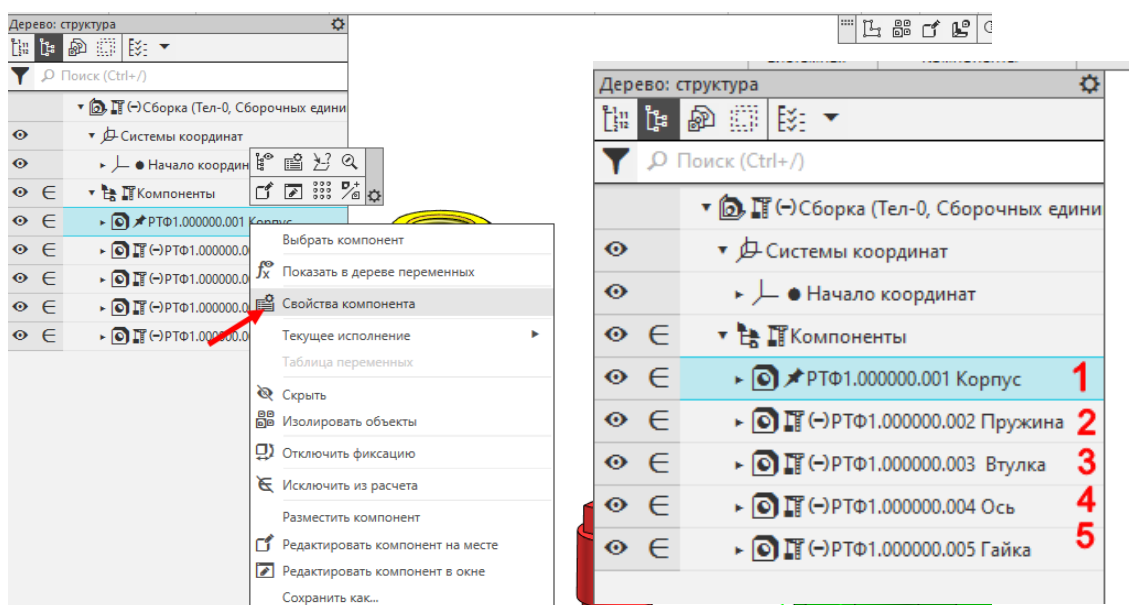 Дерево: структура
Поиск (Ctrl+/)
(-)Сборка (Тел-0, Сборочных едини
Системы координат
Начало координ
Компоненты
РТФ1.000000.001 Корпус
(-)РТФ1.000000.0
(-)РТФ1.000000.0
(-)РТФ1.000000.0
(-)РТФ1.000000.0
Выбрать компонент
Показать в дереве переменных
Свойства компонента
Текущее исполнение
Таблица переменных
Скрыть
Изолировать объекты
Отключить фиксацию
Исключить из расчета
Разместить компонент
Редактировать компонент на месте
Редактировать компонент в окне
Сохранить как...
Дерево: структура
Поиск (Ctrl+/)
(-)Сборка (Тел-0, Сборочных едини
Системы координат
Начало координат
Компоненты
РТФ1.000000.001 Корпус 1
(-)РТФ1.000000.002 Пружина 2
(-)РТФ1.000000.003 Втулка 3
(-)РТФ1.000000.004 Ось 4
(-)РТФ1.000000.005 Гайка 5